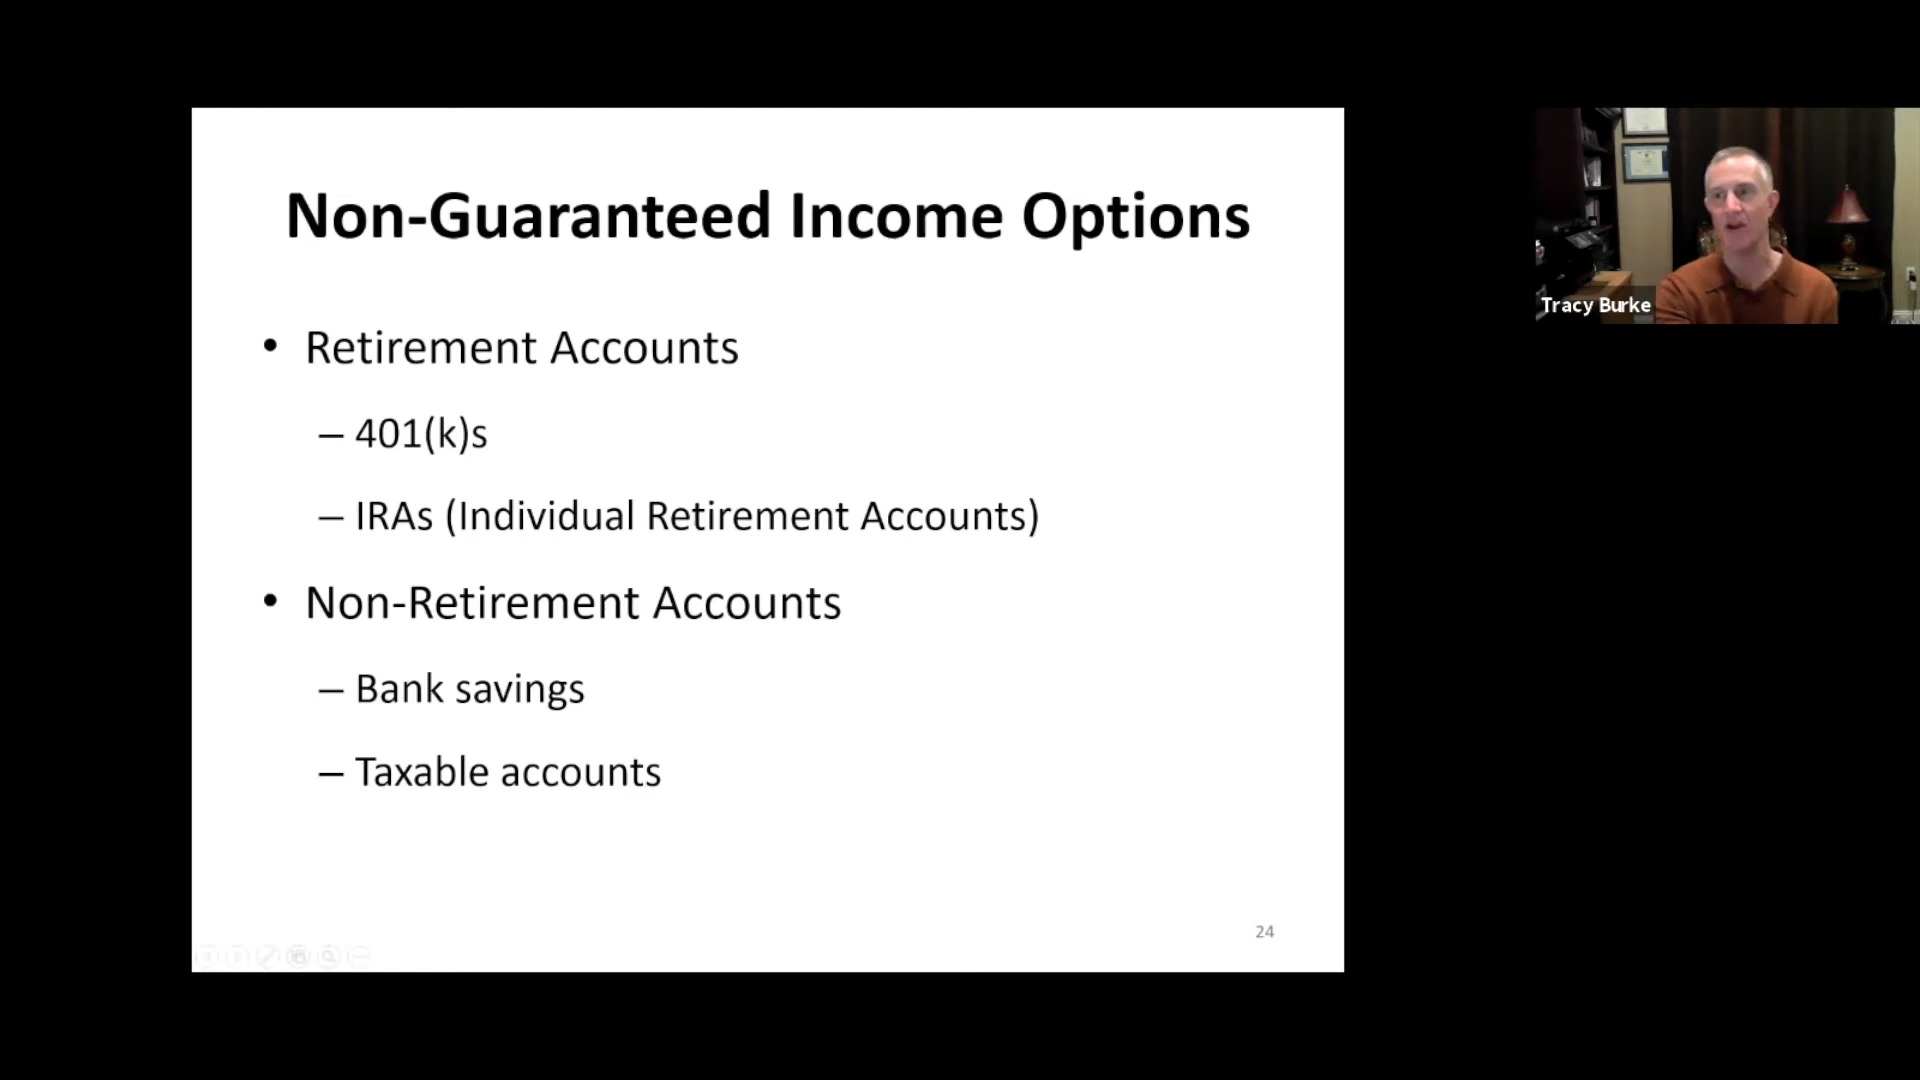 Non-Guaranteed Income Options
• Retirement Accounts
– 401(k)s
– IRAs (Individual Retirement Accounts)
• Non-Retirement Accounts
– Bank savings
– Taxable accounts
24
Tracy Burke